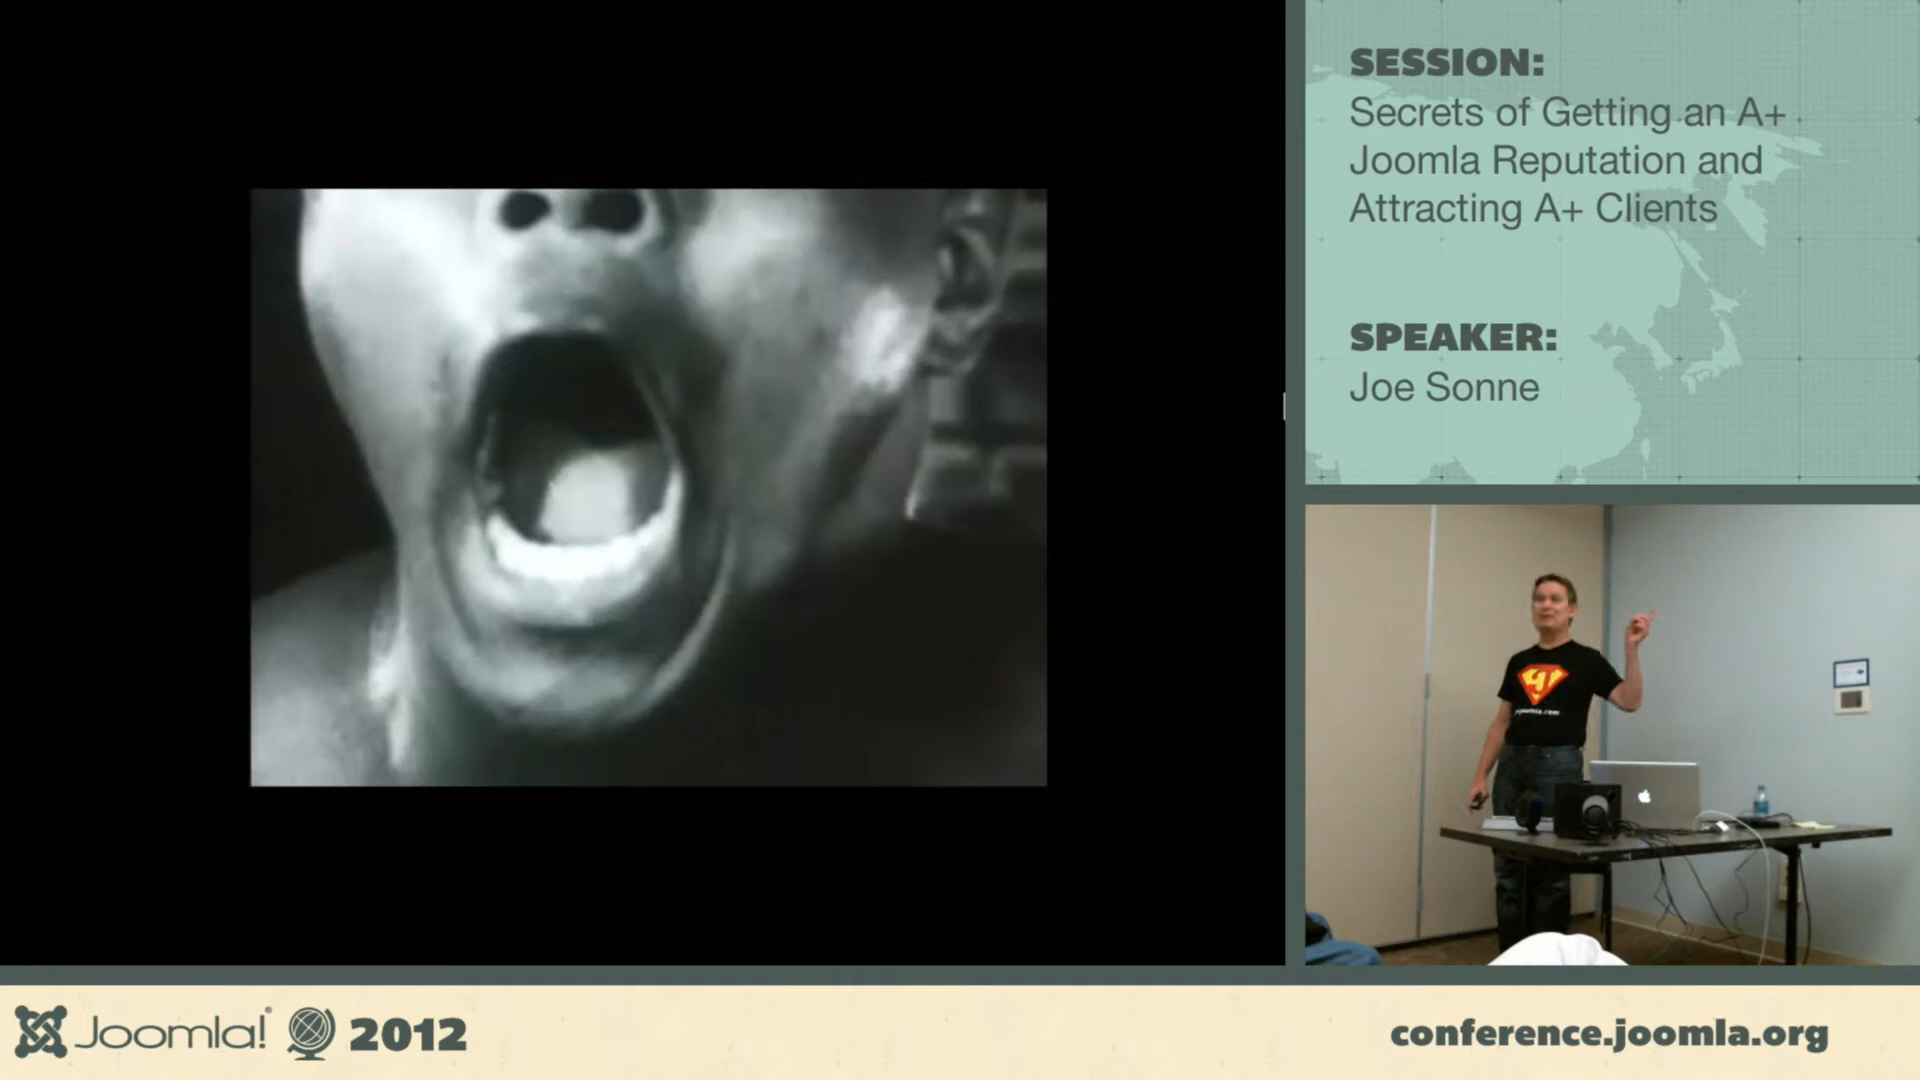 SESSION:
Secrets of Getting an A+
Joomla Reputation and
Attracting A+ Clients
SPEAKER:
Joe Sonne
Joomla!® 2012
conference.joomla.org